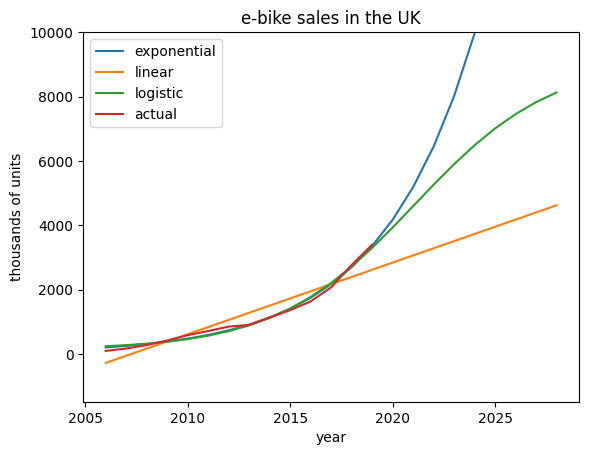 e-bike sales in the UK
10000
8000
6000
4000
2000
0
thousands of units
exponential
linear
logistic
actual
2005
2010
2015
2020
2025
year